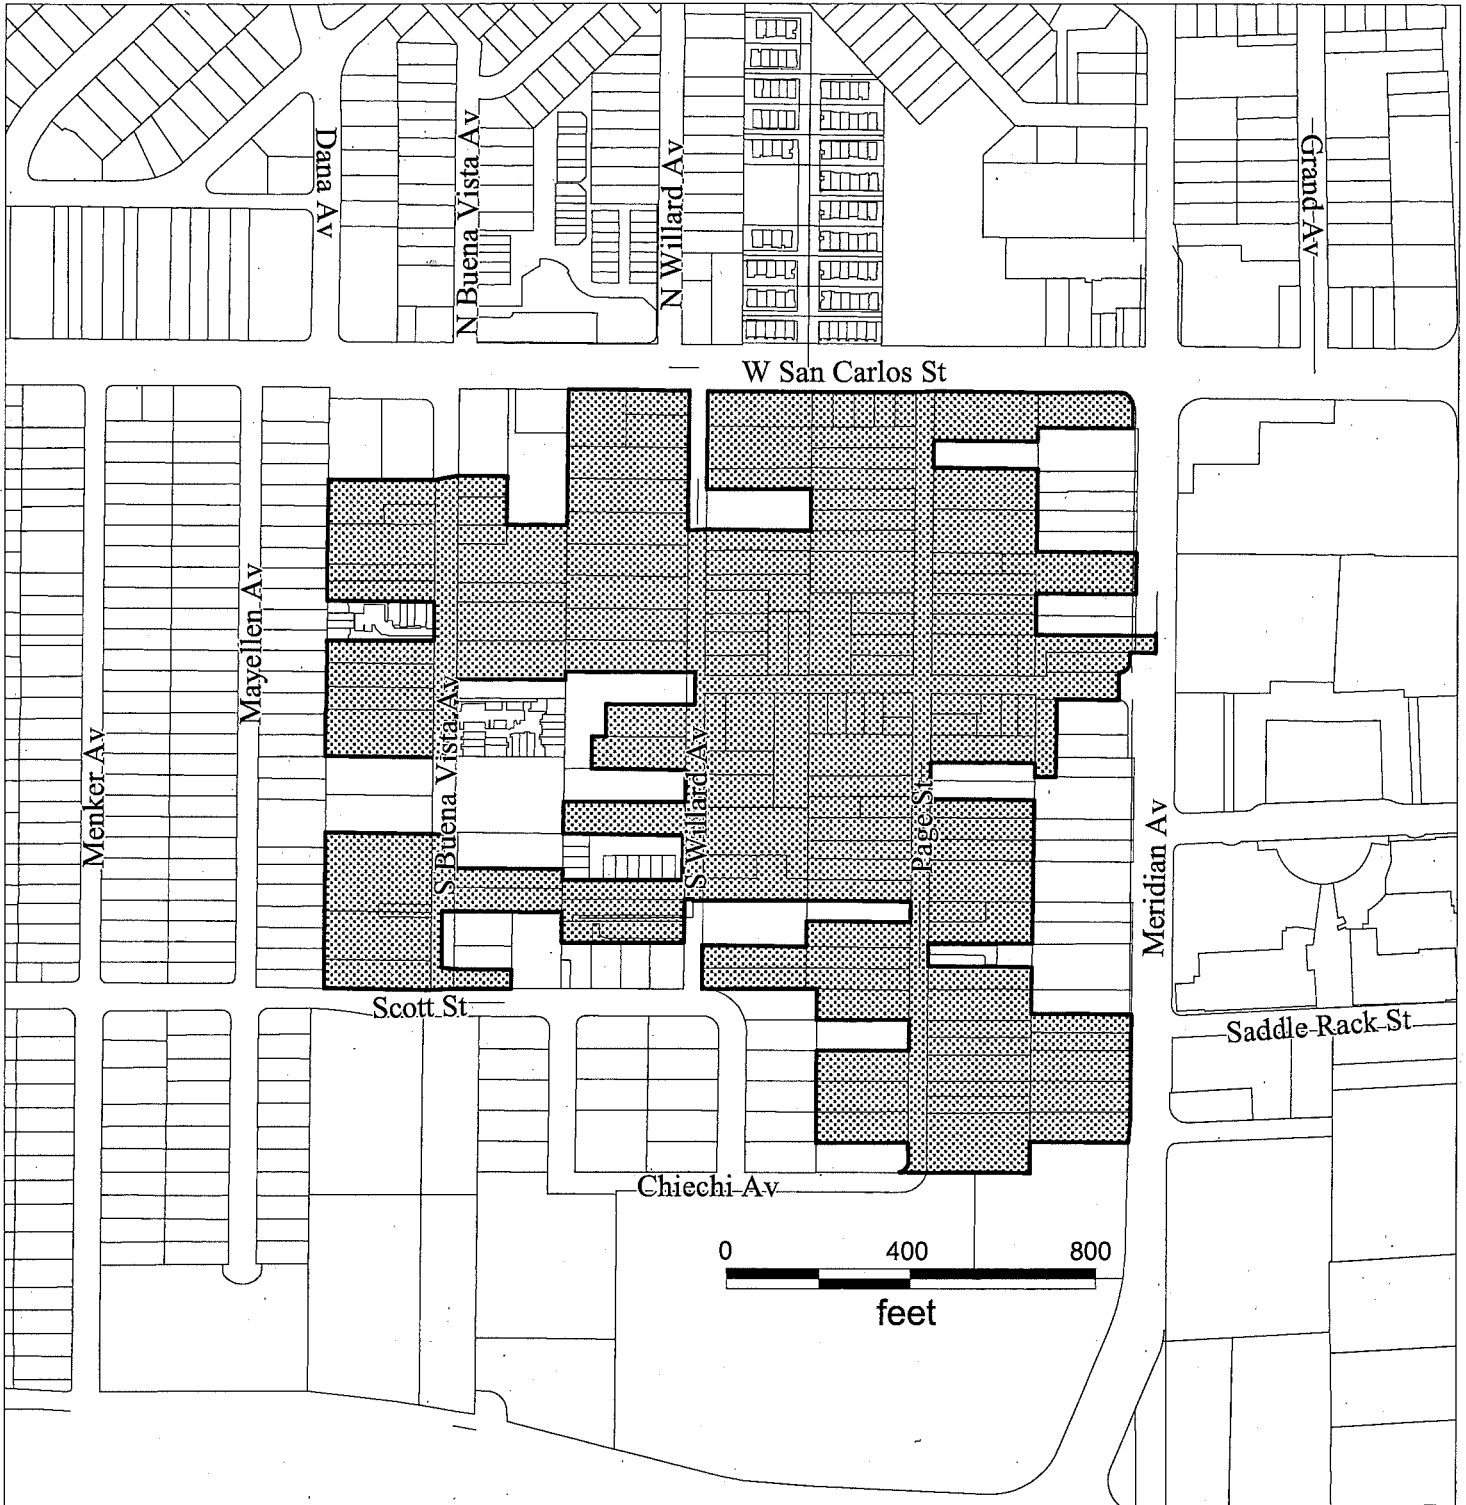 Dana Av
N Buena Vista Av
N Willard Av
Grand Av
W San Carlos St
Menker Av
Mayellen Av
S Buena Vista Av
S Willard Av
Page St
Meridian Av
Scott St
Saddle Rack St
Chiechi Av
0 400 800
feet